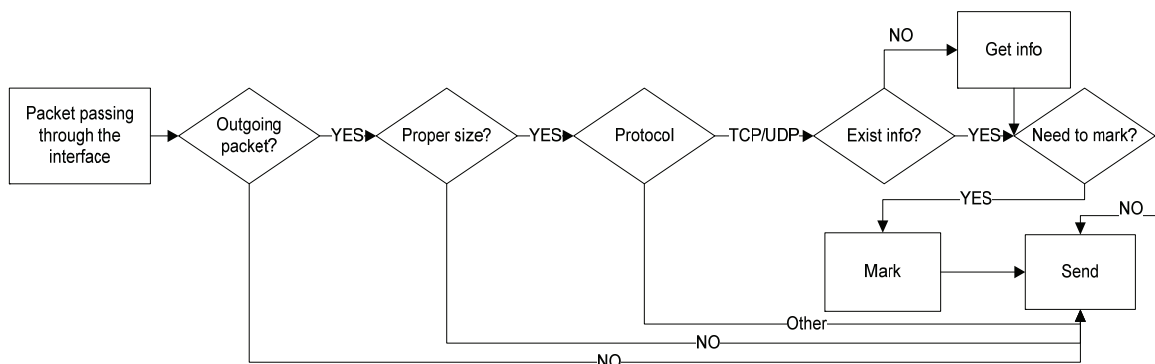 NO
Get info
Packet passing
through the
interface
Outgoing
packet?
YES
Proper size?
YES
Protocol
TCP/UDP
Exist info?
YES
Need to mark?
YES
NO
Mark
Send
Other
NO
NO